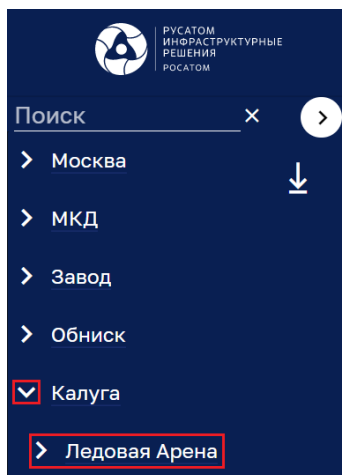 РУСАТОМ
ИНФРАСТРУКТУРНЫЕ
РЕШЕНИЯ
РОСАТОМ
Поиск
Москва
МКД
Завод
Обниск
Калуга
Ледовая Арена